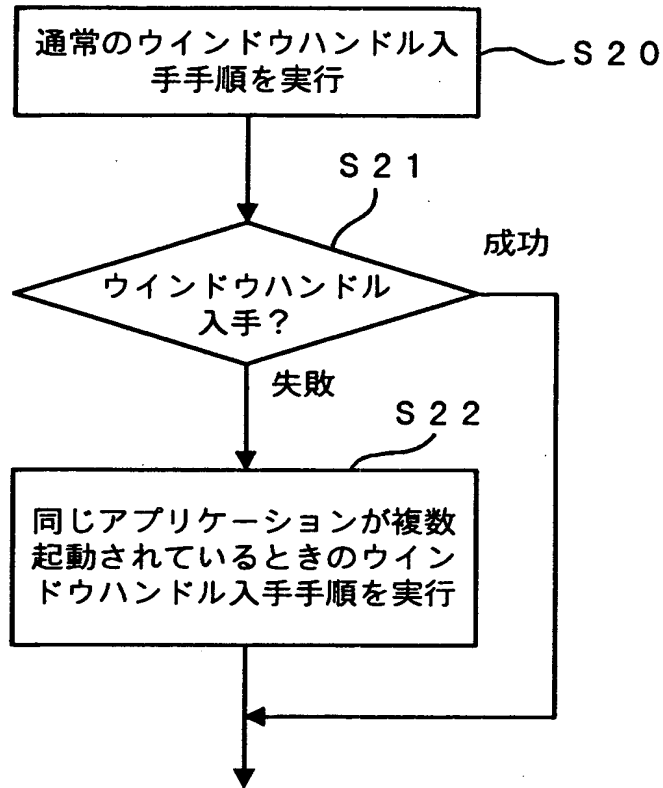 通常のウインドウハンドル入
手手順を実行
S20
S21
成功
ウインドウハンドル
入手?
失敗
S22
同じアプリケーションが複数
起動されているときのウイン
ドウハンドル入手手順を実行